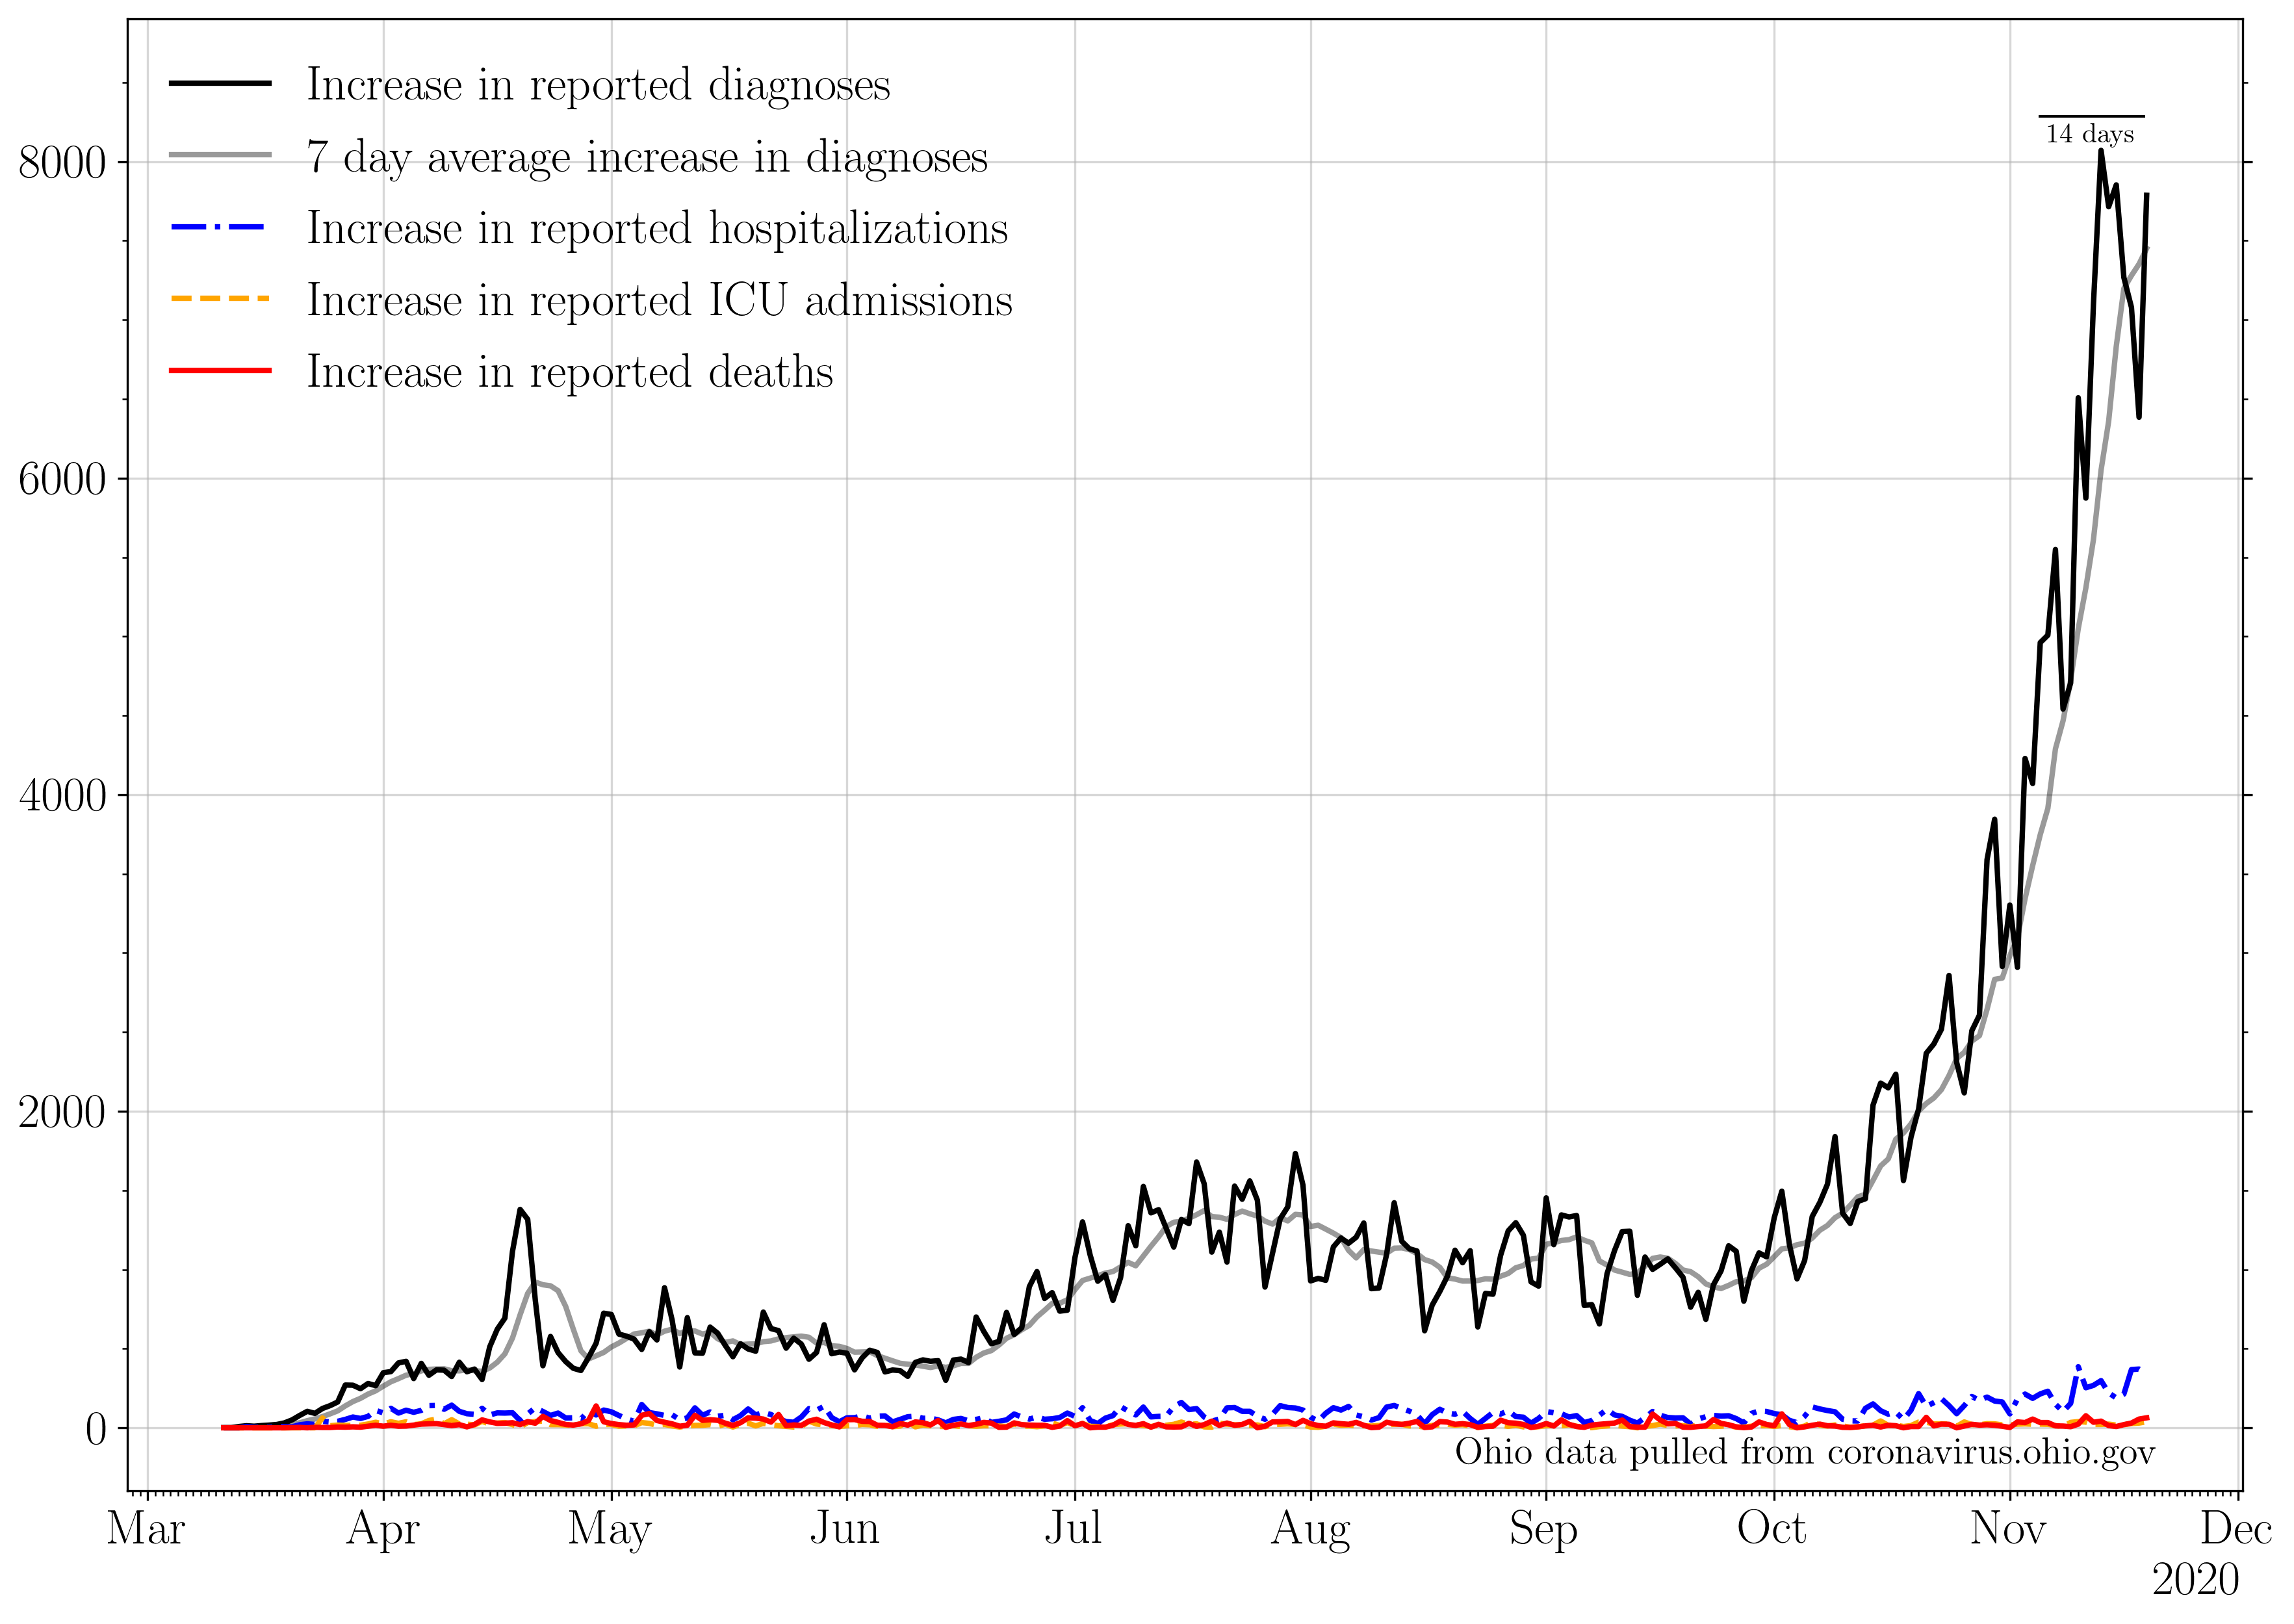 Increase in reported diagnoses
7 day average increase in diagnoses
Increase in reported hospitalizations
Increase in reported ICU admissions
Increase in reported deaths
14 days
8000
6000
4000
2000
0
Ohio data pulled from coronavirus.ohio.gov
Mar Apr May Jun Jul Aug Sep Oct Nov Dec
2020